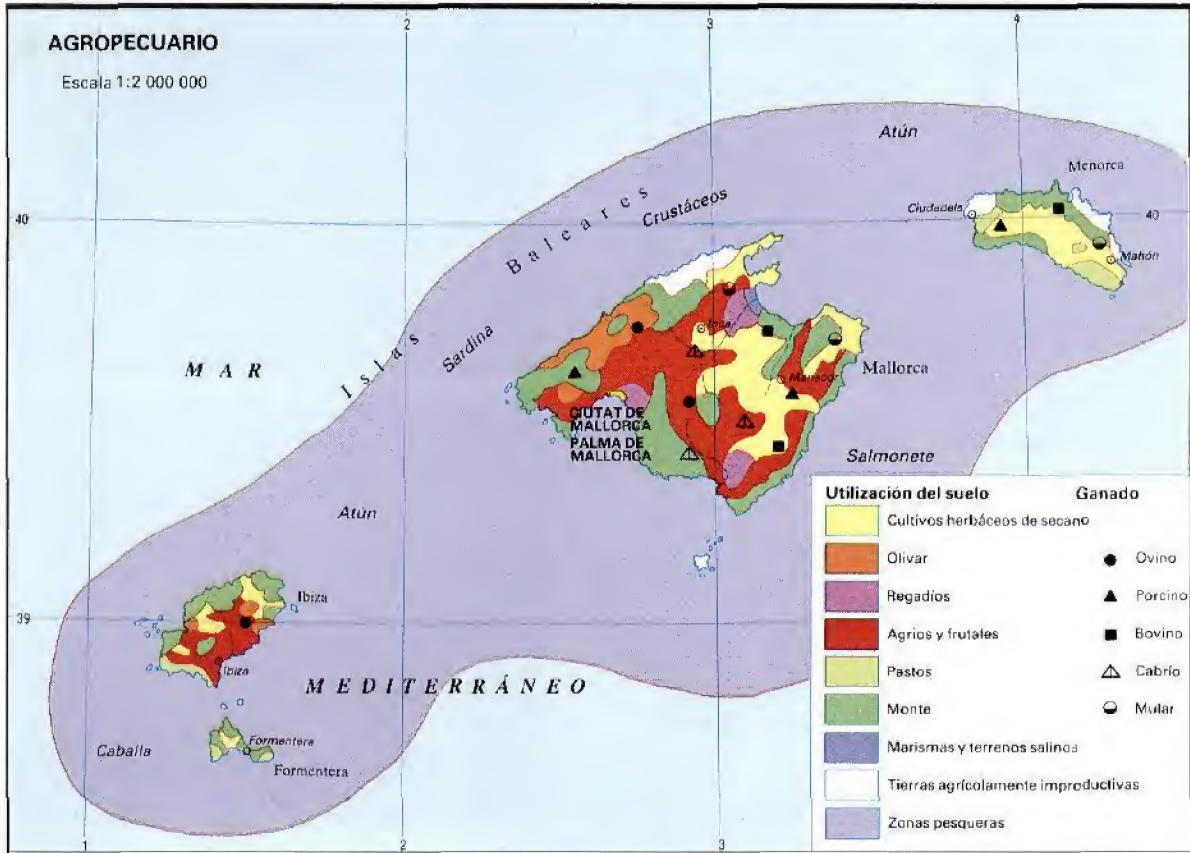 AGROPECUARIO
Escala 1:2 000 000
2
3
4
Atún
Menorca
Ciudadela
40
40
Mahón
Islas Baleares
Crustáceos
Sardina
MAR
Inca
Manacor
Mallorca
CIUTAT DE
MALLORCA
PALMA DE
MALLORCA
Salmonete
Atún
39
Ibiza
Ibiza
MEDITERRÁNEO
Caballa
Formentera
Formentera
1
2
3
Utilización del suelo
Cultivos herbáceos de secano
Olivar
Regadíos
Agrios y frutales
Pastos
Monte
Marismas y terrenos salinos
Tierras agrícolamente improductivas
Zonas pesqueras
Ganado
Ovino
Porcino
Bovino
Cabrío
Mular